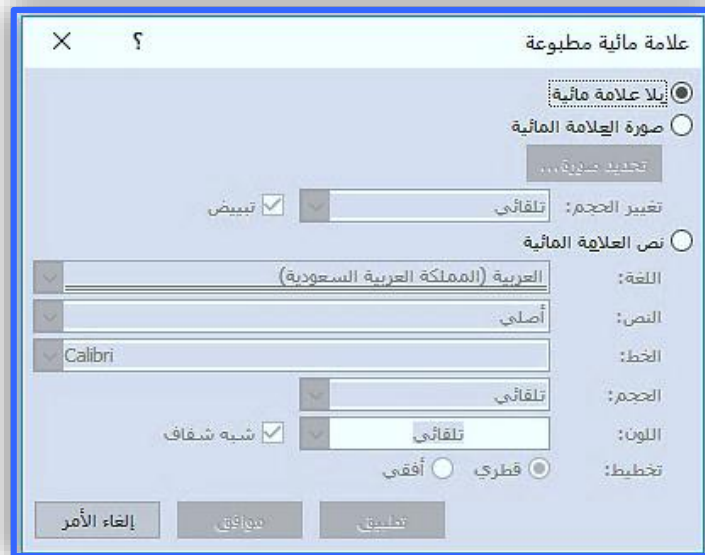 علامة مائية مطبوعة ؟ ×
بلا علامة مائية
صورة العلامة المائية
تحديد صورة...
تغيير الحجم: تلقائي تبييض
نص العلامة المائية
اللغة: العربية (المملكة العربية السعودية)
النص: أصلي
الخط: Calibri
الحجم: تلقائي
اللون: تلقائي شبه شفاف
تخطيط: قطري أفقي
تطبيق موافق إلغاء الأمر